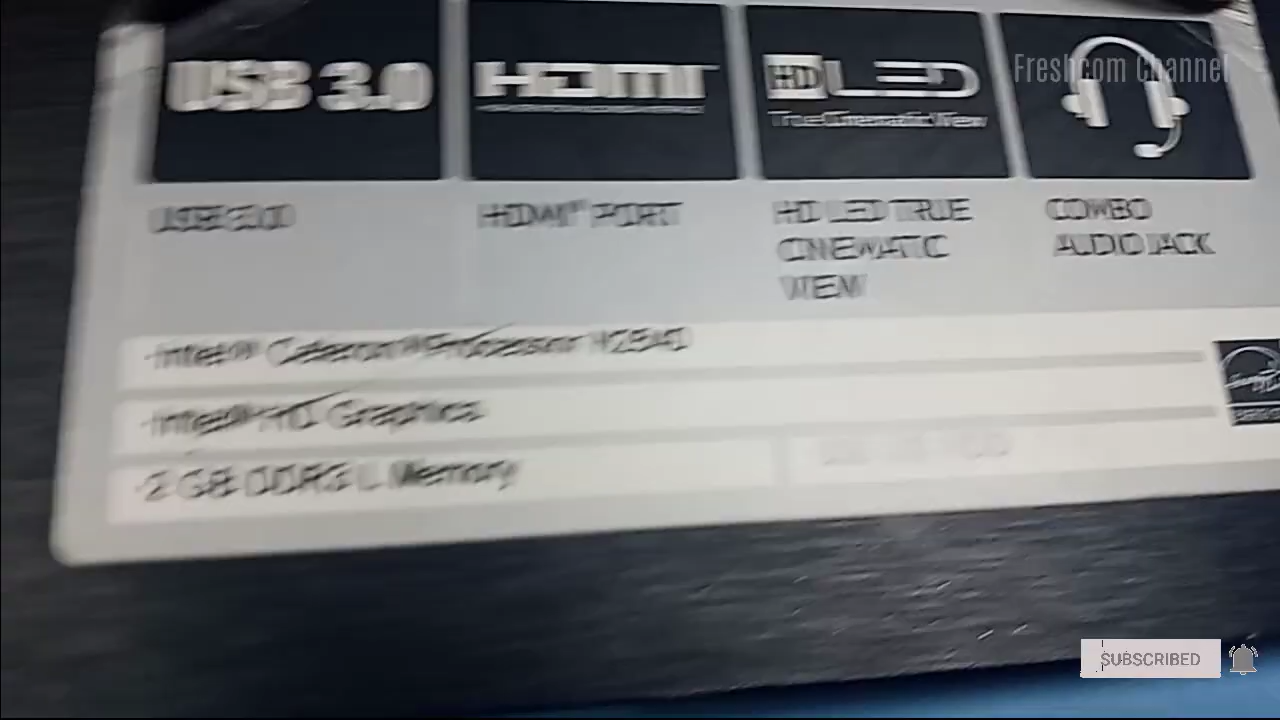 Freshcom Channel
USB 3.0
HDMI
HD LED
True Cinematic View
USB 3.0
HDMI™ PORT
HD LED TRUE
CINEMATIC
VIEW
COMBO
AUDIO JACK
-Intel® Celeron® Processor N2840
-Intel® HD Graphics
-2 GB DDR3 L Memory
SUBSCRIBED